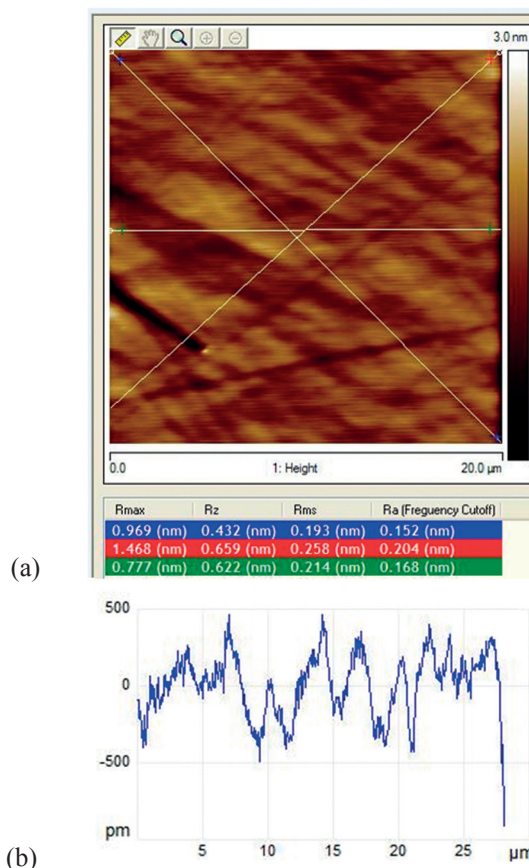 3.0 nm
0.0 1: Height 20.0 µm
Rmax Rz Rms Ra (Freguency Cutoff)
0.969 (nm) 0.432 (nm) 0.193 (nm) 0.152 (nm)
1.468 (nm) 0.659 (nm) 0.258 (nm) 0.204 (nm)
0.777 (nm) 0.622 (nm) 0.214 (nm) 0.168 (nm)
(a)
500
0
-500
pm
5 10 15 20 25 µm
(b)